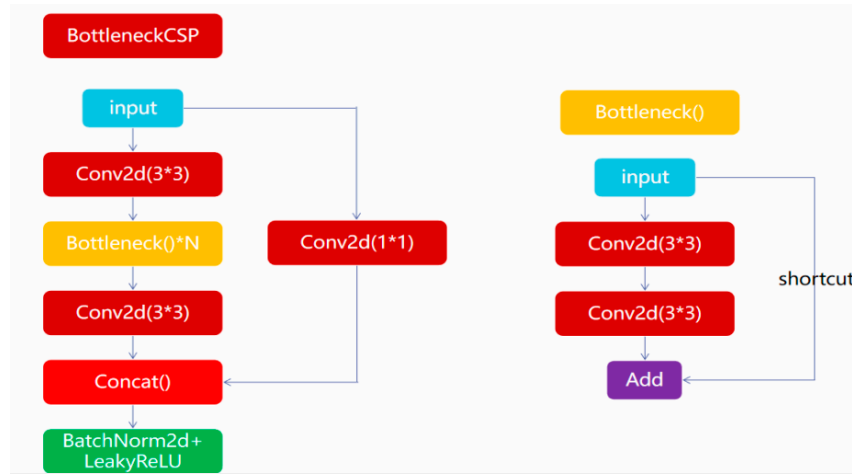 BottleneckCSP
input
Conv2d(3*3)
Bottleneck()*N
Conv2d(1*1)
Conv2d(3*3)
Concat()
BatchNorm2d+
LeakyReLU
Bottleneck()
input
Conv2d(3*3)
shortcut
Conv2d(3*3)
Add